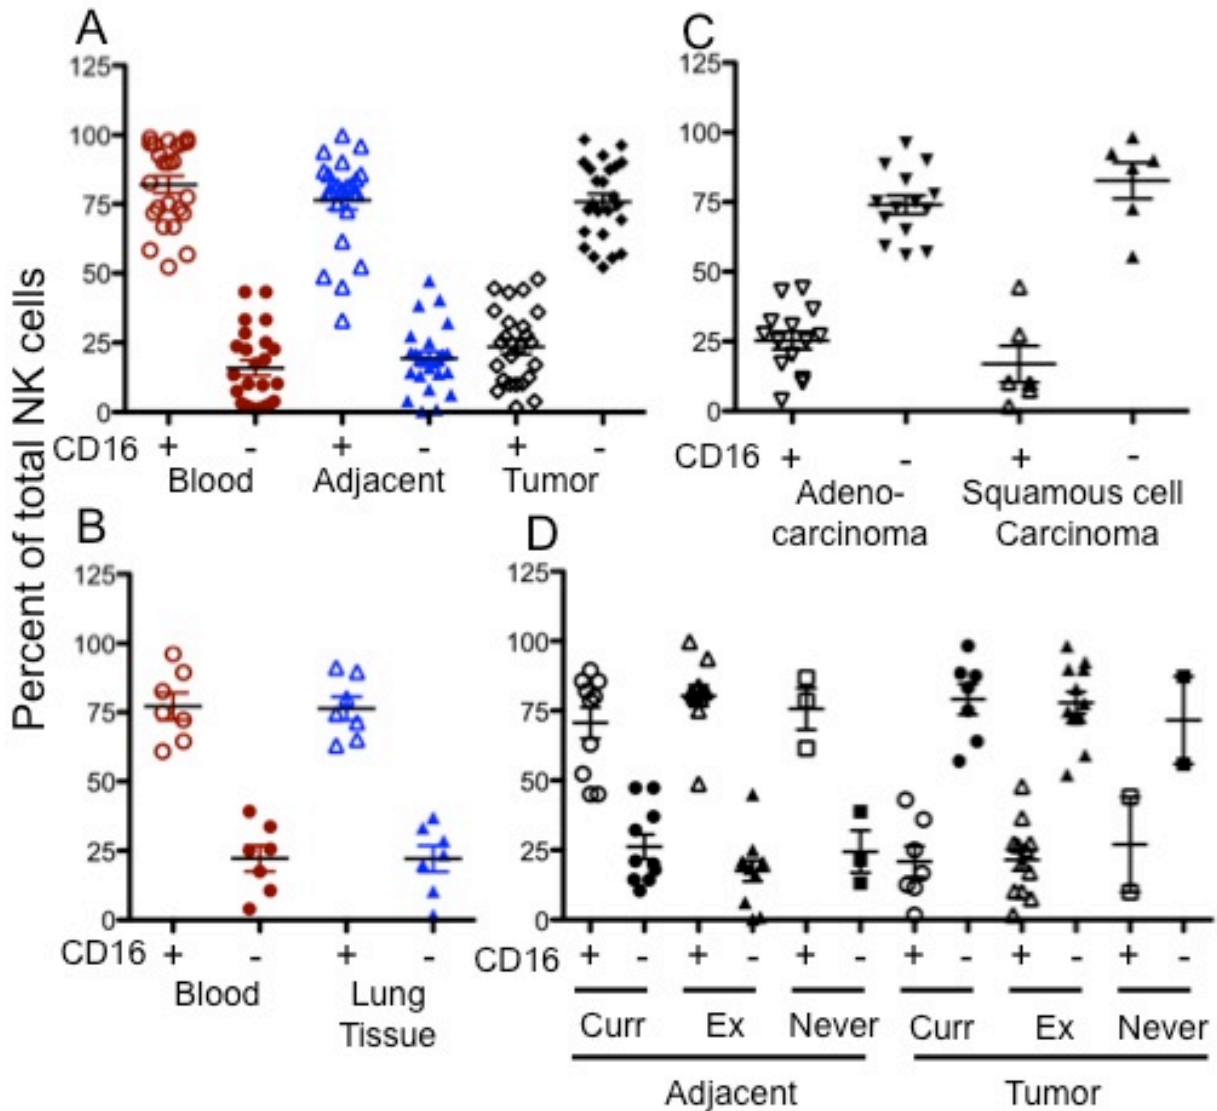 Percent of total NK cells
A
125
100
75
50
25
0
CD16 + - + - + -
Blood Adjacent Tumor
C
125
100
75
50
25
0
CD16 + - + -
Adeno-
carcinoma
Squamous cell
Carcinoma
B
125
100
75
50
25
0
CD16 + - + -
Blood Lung
Tissue
D
125
100
75
50
25
0
CD16 + - + - + - + - + - + -
Curr Ex Never Curr Ex Never
Adjacent Tumor